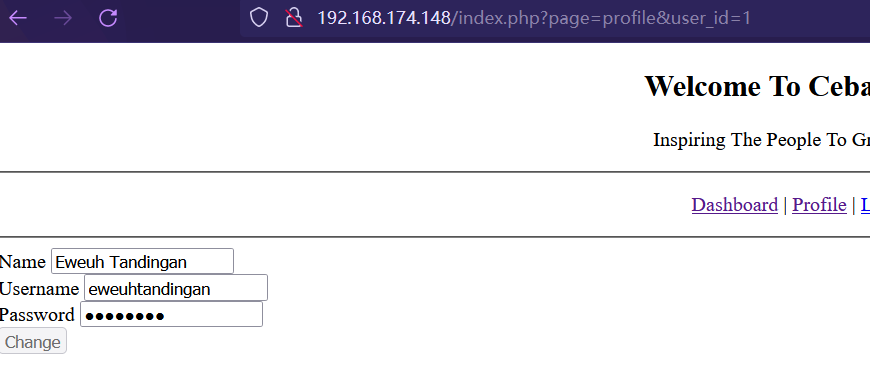 192.168.174.148/index.php?page=profile&user_id=1
Welcome To Ceba
Inspiring The People To Gr
Dashboard | Profile | L
Name Eweuh Tandingan
Username eweuhtandingan
Password ●●●●●●●●
Change